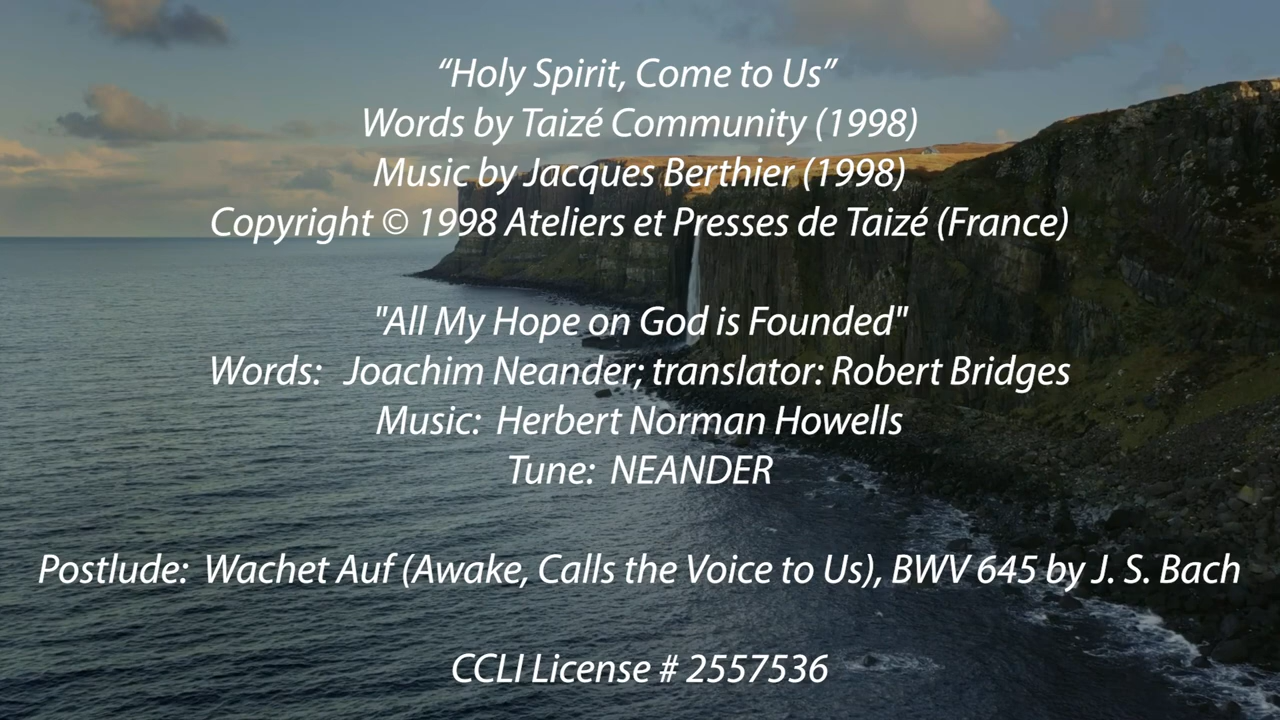 “Holy Spirit, Come to Us”
Words by Taizé Community (1998)
Music by Jacques Berthier (1998)
Copyright © 1998 Ateliers et Presses de Taizé (France)
"All My Hope on God is Founded"
Words: Joachim Neander; translator: Robert Bridges
Music: Herbert Norman Howells
Tune: NEANDER
Postlude: Wachet Auf (Awake, Calls the Voice to Us), BWV 645 by J. S. Bach
CCLI License # 2557536